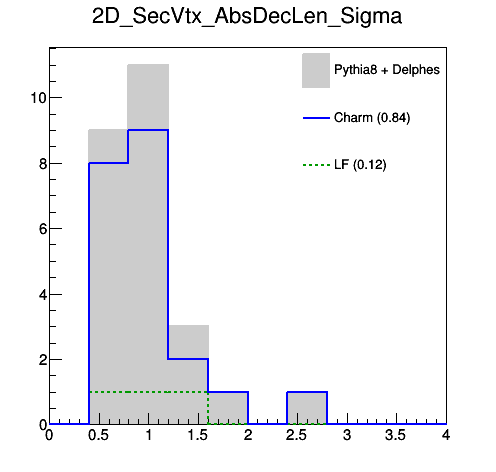 2D_SecVtx_AbsDecLen_Sigma
Pythia8 + Delphes
Charm (0.84)
LF (0.12)
10
8
6
4
2
0
0 0.5 1 1.5 2 2.5 3 3.5 4